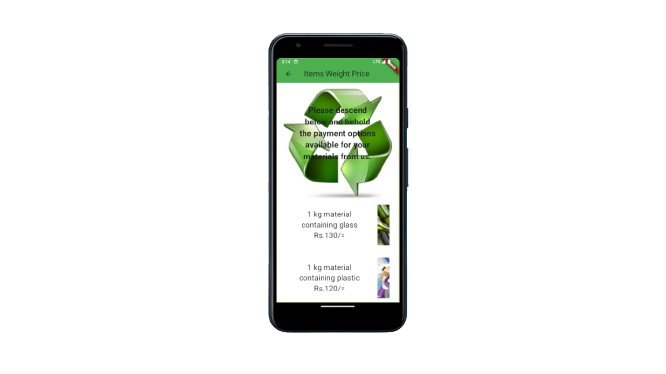 8:14 LTE
Items Weight Price
Please descend
below and behold
the payment options
available for your
materials from us.
1 kg material
containing glass
Rs.130/=
1 kg material
containing plastic
Rs.120/=